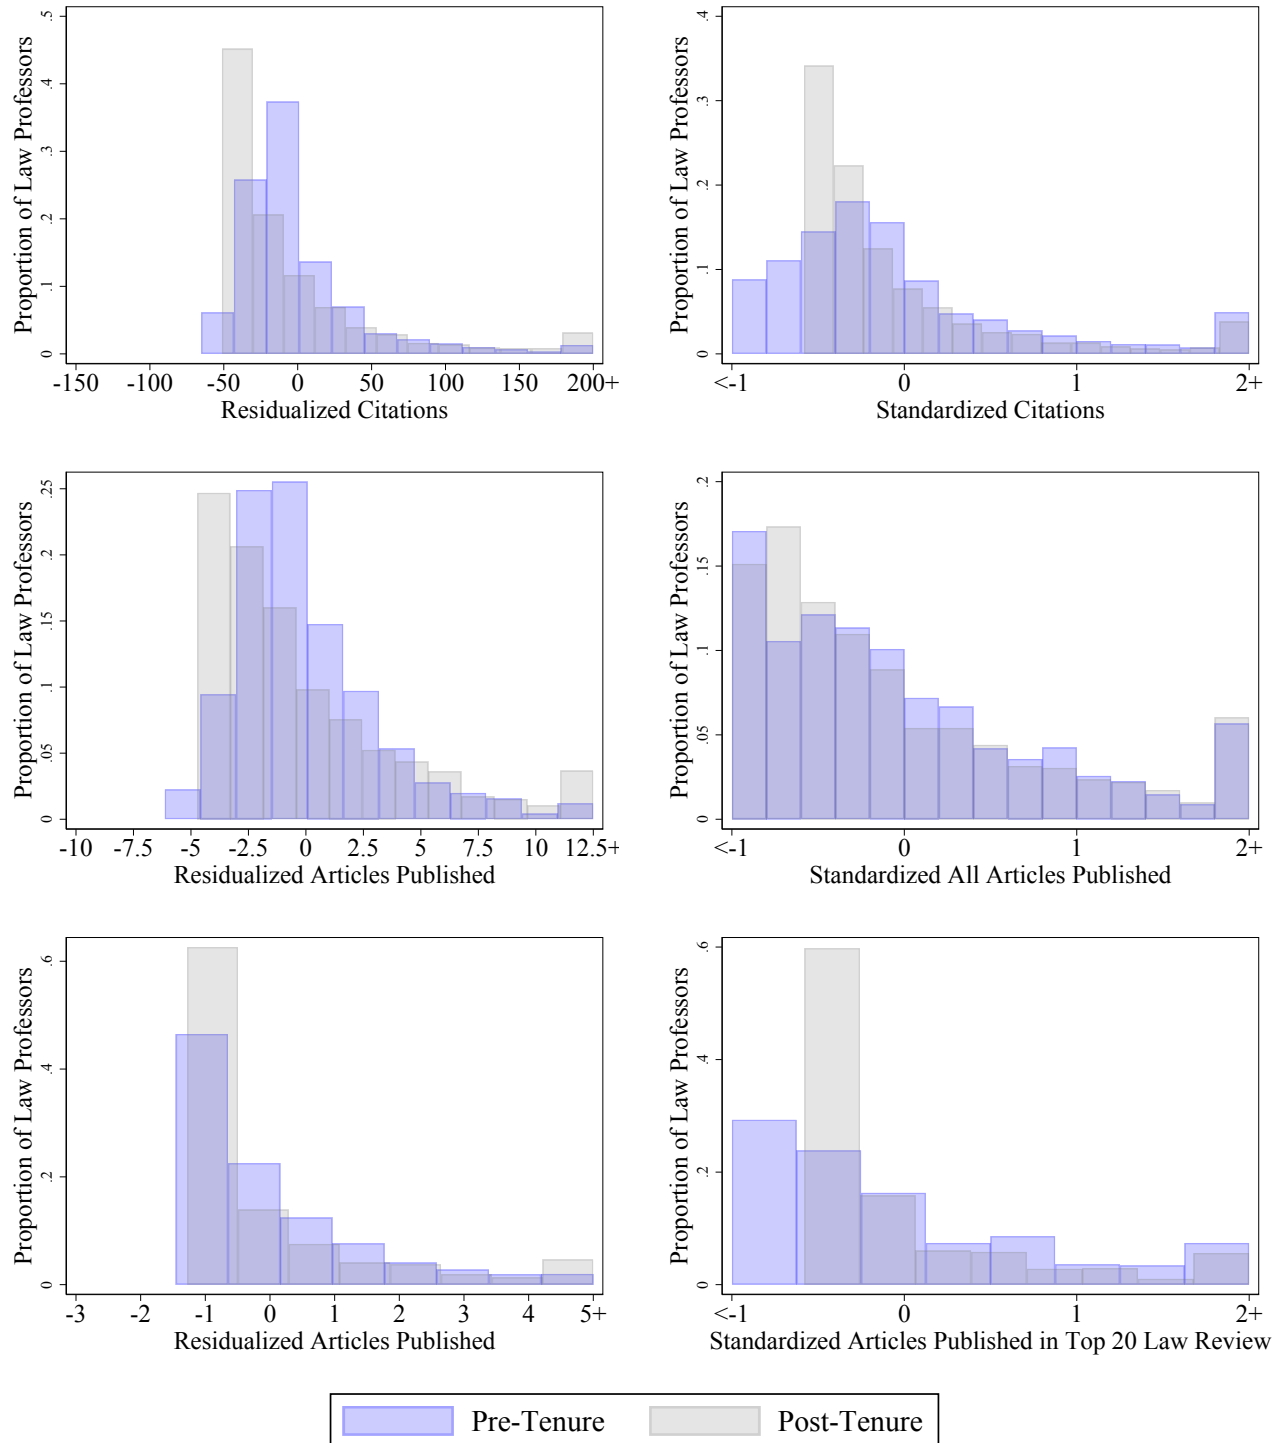 Proportion of Law Professors
.5
.4
.3
.2
.1
0
-150 -100 -50 0 50 100 150 200+
Residualized Citations
Proportion of Law Professors
.4
.3
.2
.1
0
<-1 0 1 2+
Standardized Citations
Proportion of Law Professors
.25
.2
.15
.1
.05
0
-10 -7.5 -5 -2.5 0 2.5 5 7.5 10 12.5+
Residualized Articles Published
Proportion of Law Professors
.2
.15
.1
.05
0
<-1 0 1 2+
Standardized All Articles Published
Proportion of Law Professors
.6
.4
.2
0
-3 -2 -1 0 1 2 3 4 5+
Residualized Articles Published
Proportion of Law Professors
.6
.4
.2
0
<-1 0 1 2+
Standardized Articles Published in Top 20 Law Review
Pre-Tenure Post-Tenure